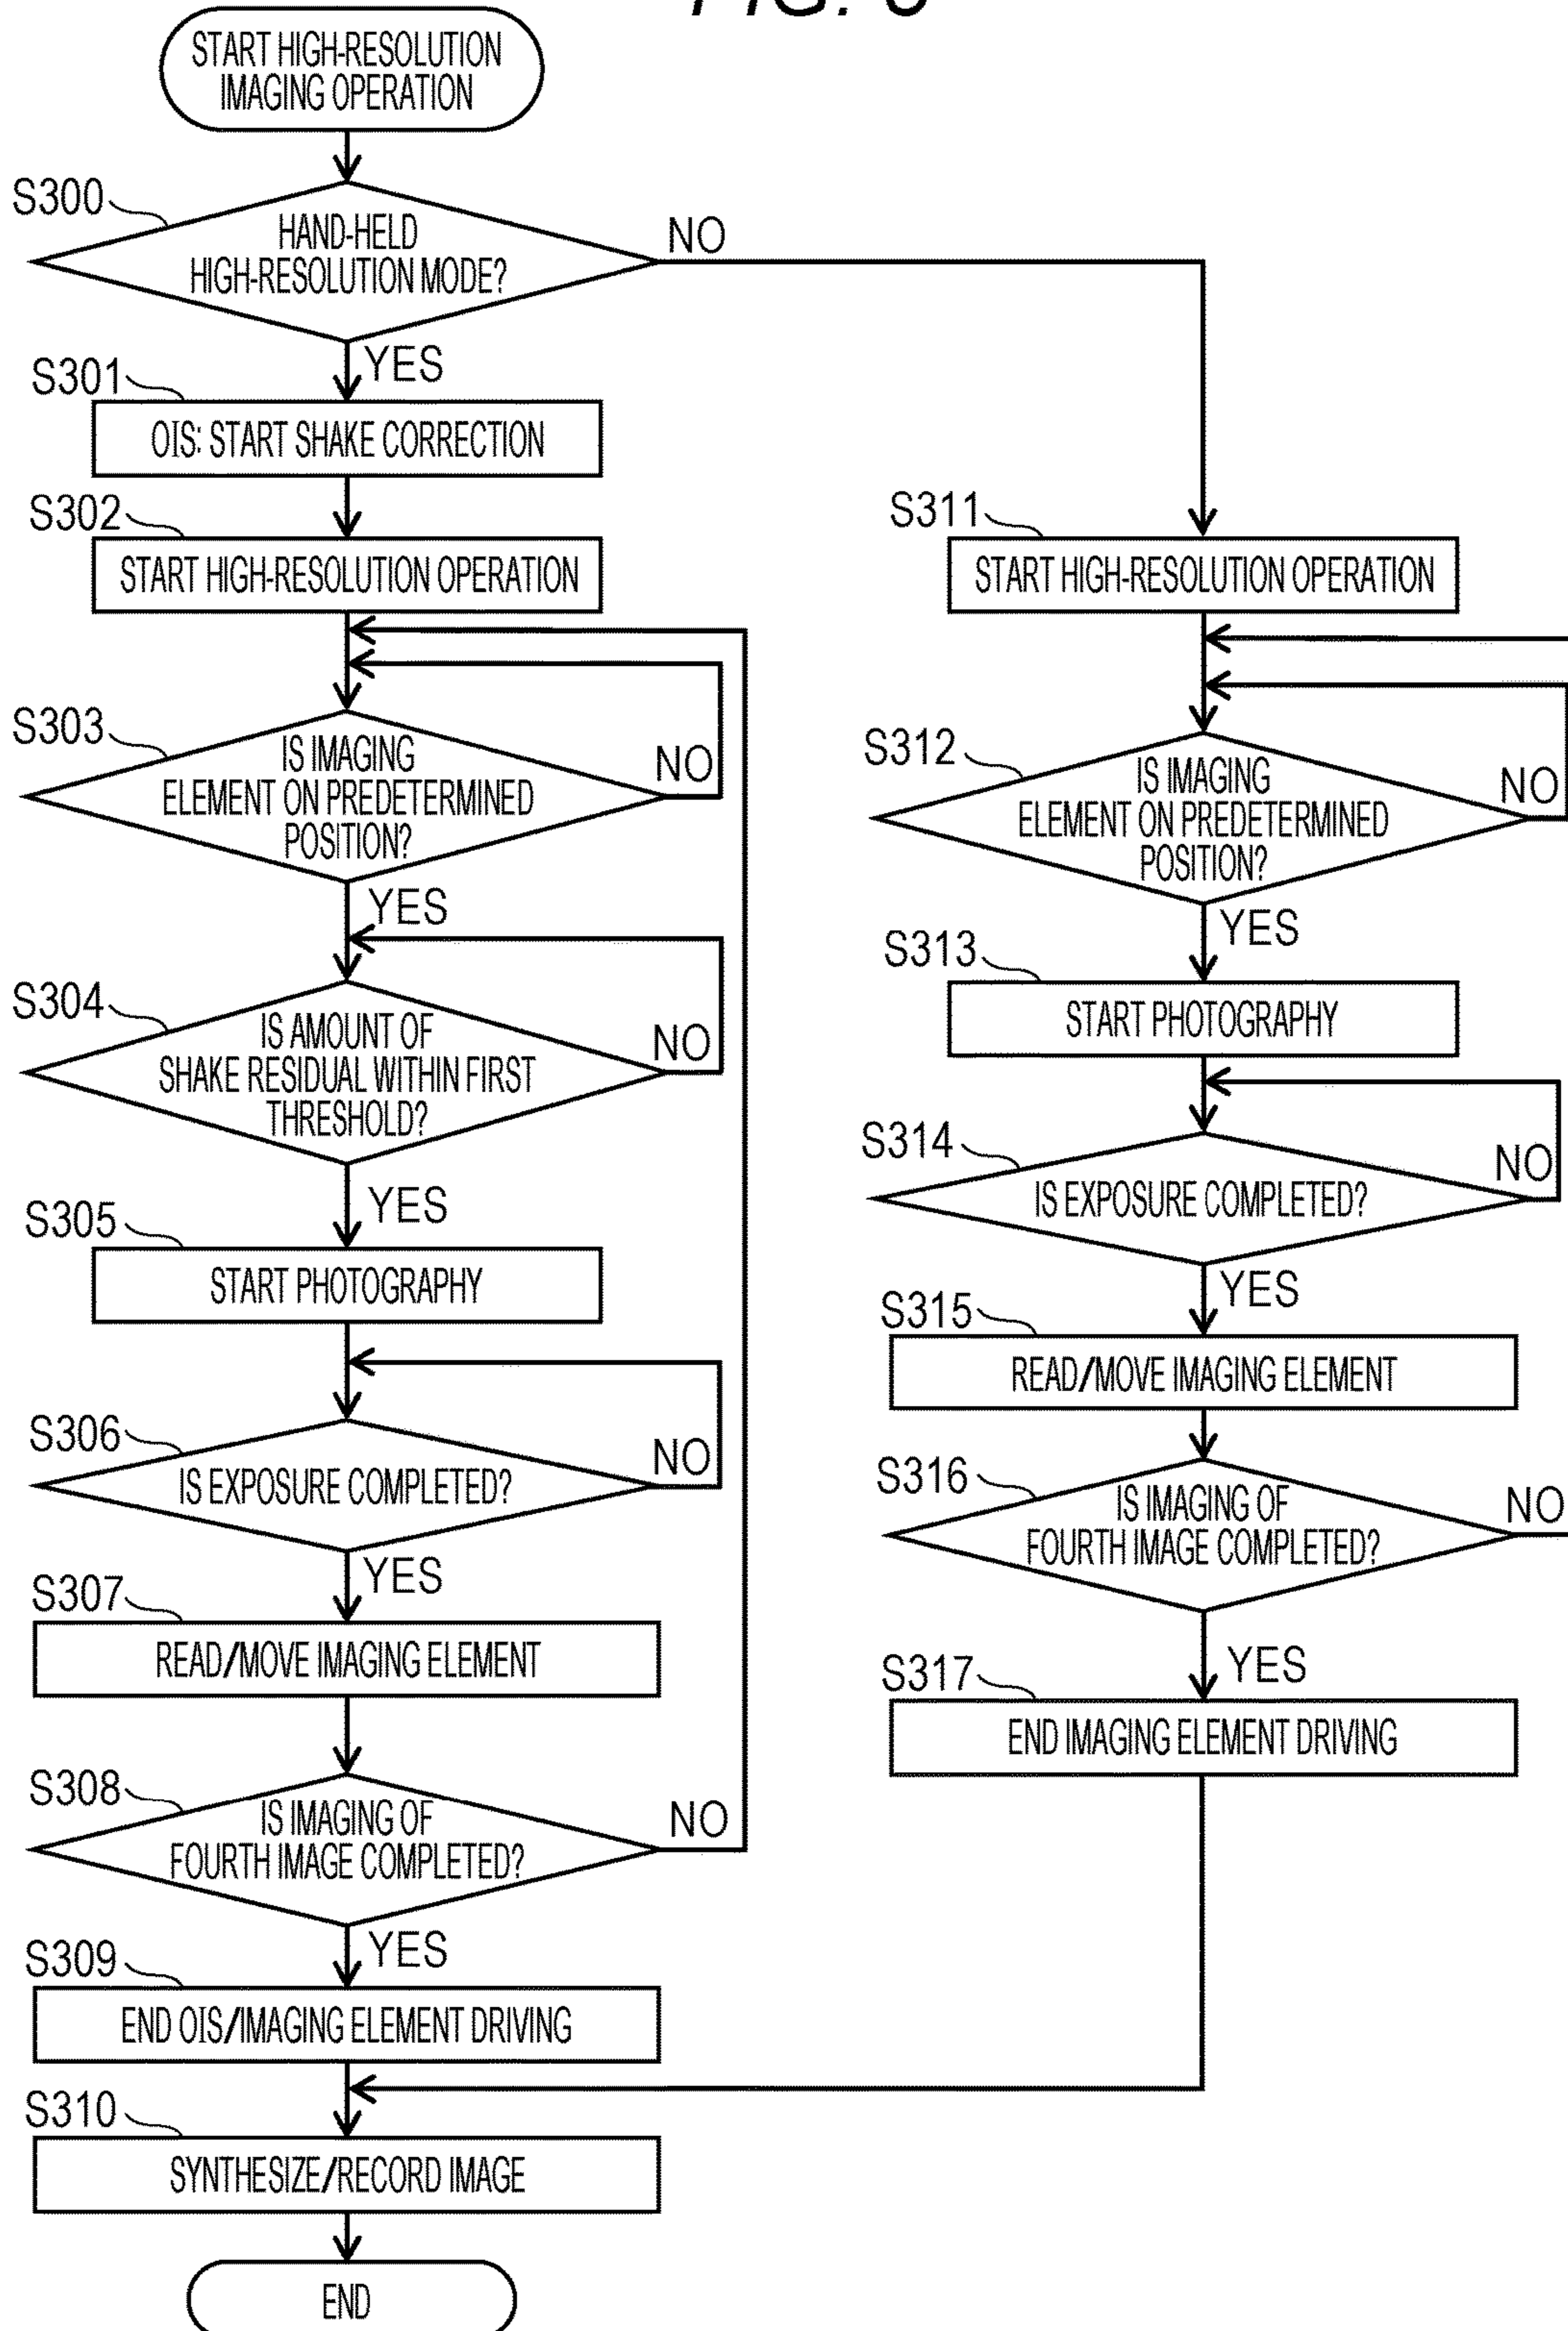 START HIGH-RESOLUTION
IMAGING OPERATION
S300
HAND-HELD
HIGH-RESOLUTION MODE?
NO
YES
S301
OIS: START SHAKE CORRECTION
S302
START HIGH-RESOLUTION OPERATION
S303
IS IMAGING
ELEMENT ON PREDETERMINED
POSITION?
NO
YES
S304
IS AMOUNT OF
SHAKE RESIDUAL WITHIN FIRST
THRESHOLD?
NO
YES
S305
START PHOTOGRAPHY
S306
IS EXPOSURE COMPLETED?
NO
YES
S307
READ/MOVE IMAGING ELEMENT
S308
IS IMAGING OF
FOURTH IMAGE COMPLETED?
NO
YES
S309
END OIS/IMAGING ELEMENT DRIVING
S310
SYNTHESIZE/RECORD IMAGE
END
S311
START HIGH-RESOLUTION OPERATION
S312
IS IMAGING
ELEMENT ON PREDETERMINED
POSITION?
NO
YES
S313
START PHOTOGRAPHY
S314
IS EXPOSURE COMPLETED?
NO
YES
S315
READ/MOVE IMAGING ELEMENT
S316
IS IMAGING OF
FOURTH IMAGE COMPLETED?
NO
YES
S317
END IMAGING ELEMENT DRIVING